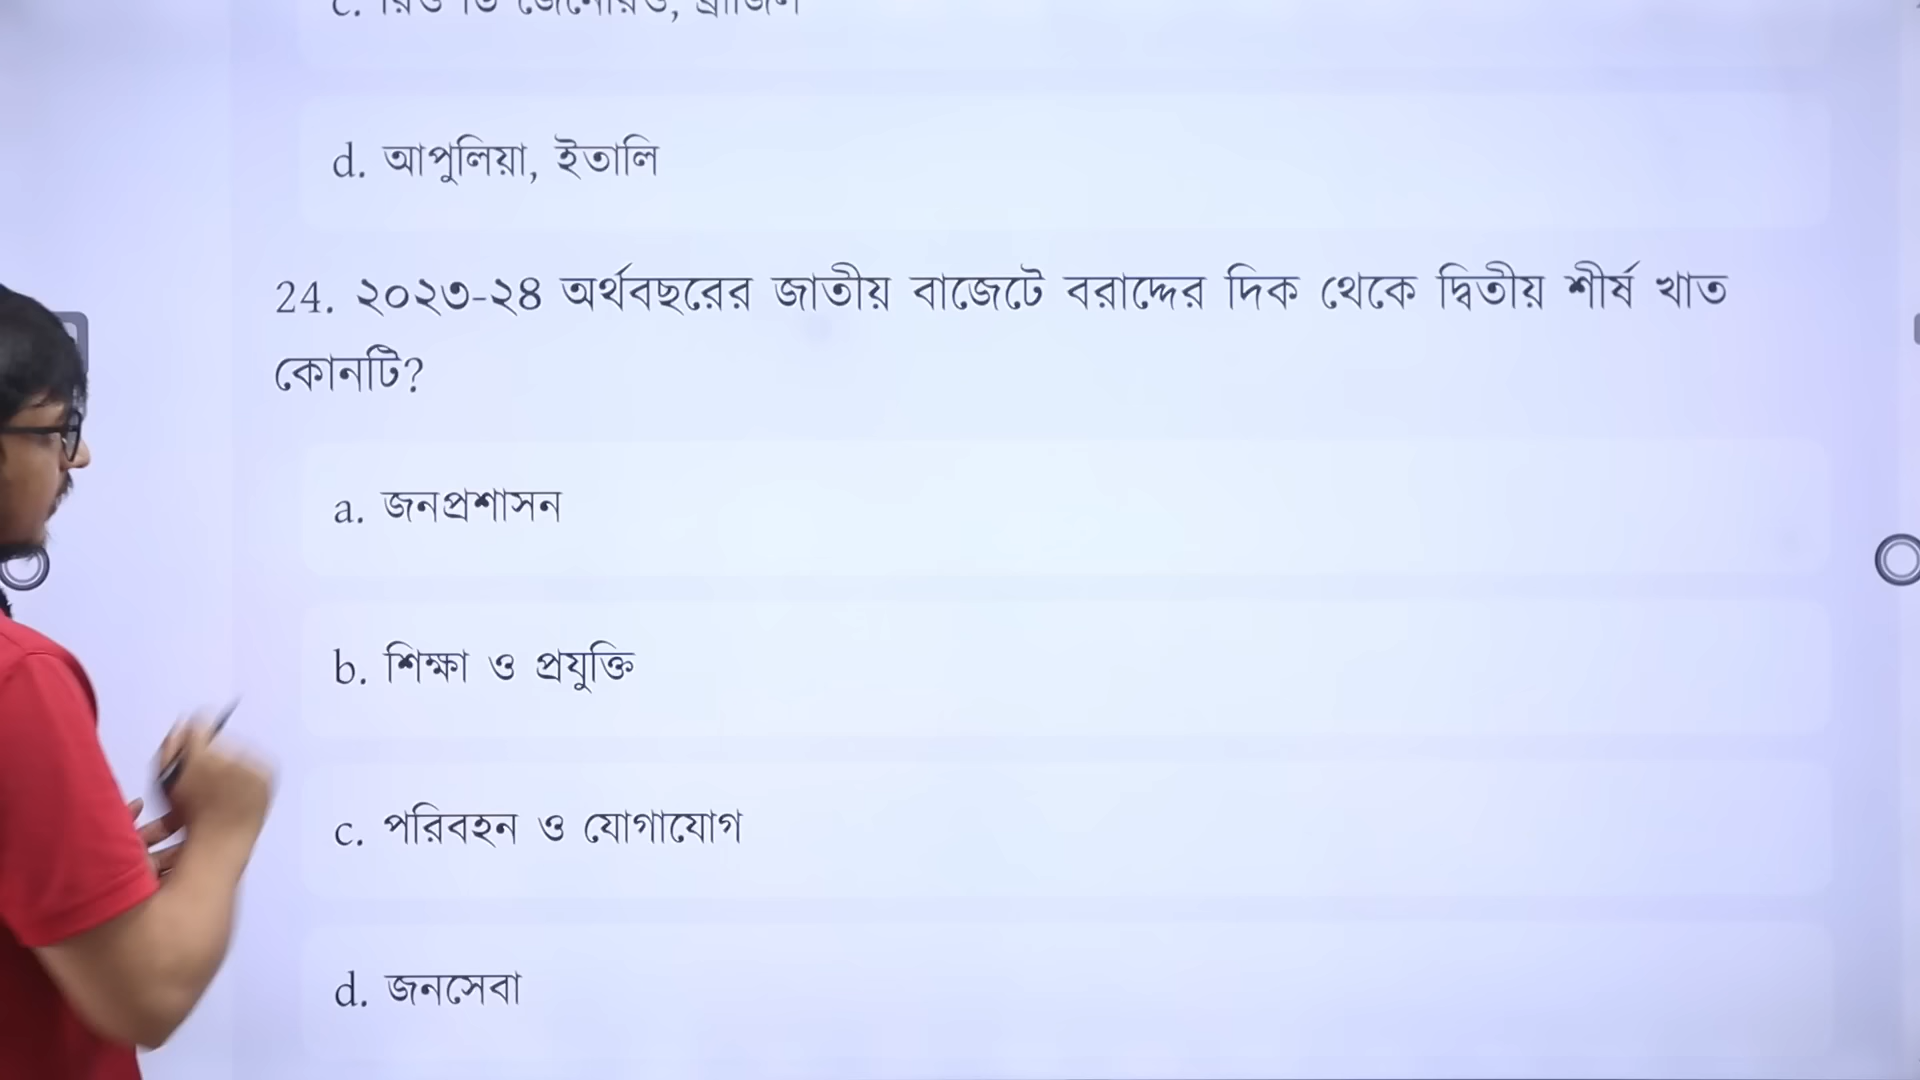 d. আপুলিয়া, ইতালি
24. ২০২৩-২৪ অর্থবছরের জাতীয় বাজেটে বরাদ্দের দিক থেকে দ্বিতীয় শীর্ষ খাত
কোনটি?
a. জনপ্রশাসন
b. শিক্ষা ও প্রযুক্তি
c. পরিবহন ও যোগাযোগ
d. জনসেবা